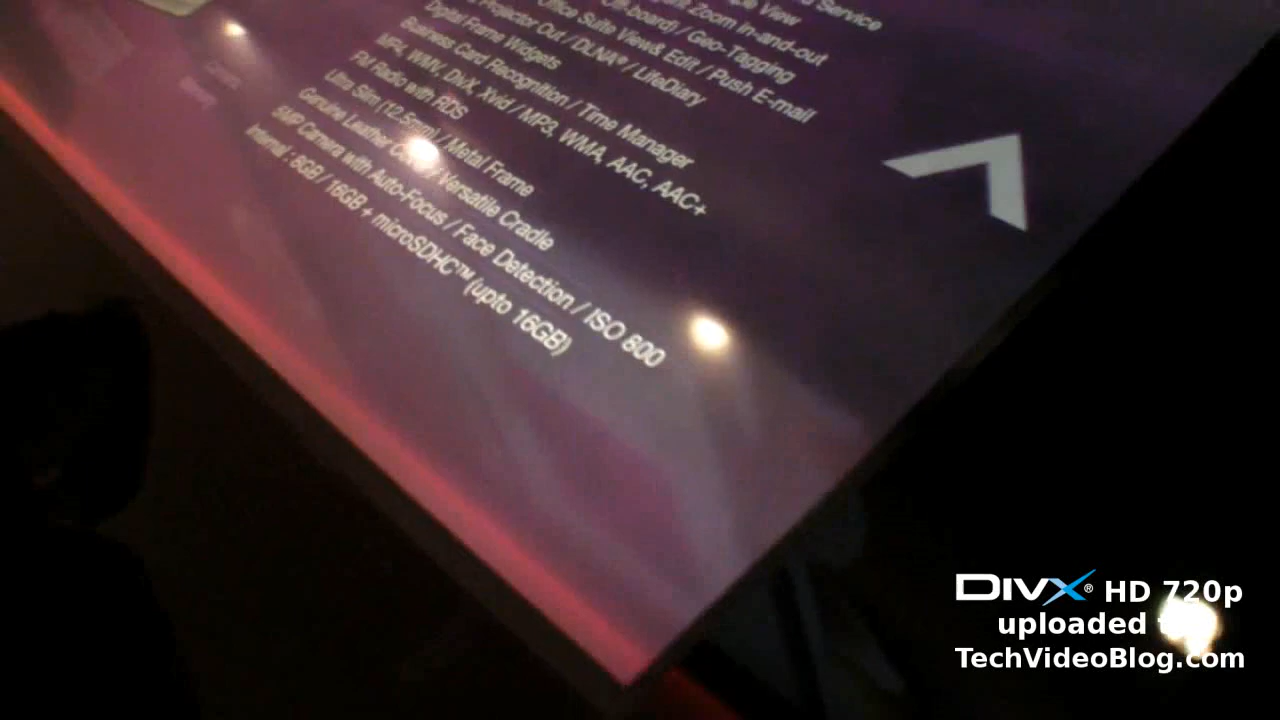 Service
View
Zoom in-and-out
board) / Geo-Tagging
Office Suite View& Edit / Push E-mail
Projector Out / DLNA® / LifeDiary
Digital Frame Widgets
Business Card Recognition / Time Manager
MP4, WMV, DivX, Xvid / MP3, WMA, AAC, AAC+
FM Radio with RDS
Ultra Slim (12.5mm) / Metal Frame
Genuine Leather Versatile Cradle
5MP Camera with Auto-Focus / Face Detection / ISO 800
Internal : 8GB / 16GB + microSDHC™ (upto 16GB)
DIVX® HD 720p
uploaded
TechVideoBlog.com